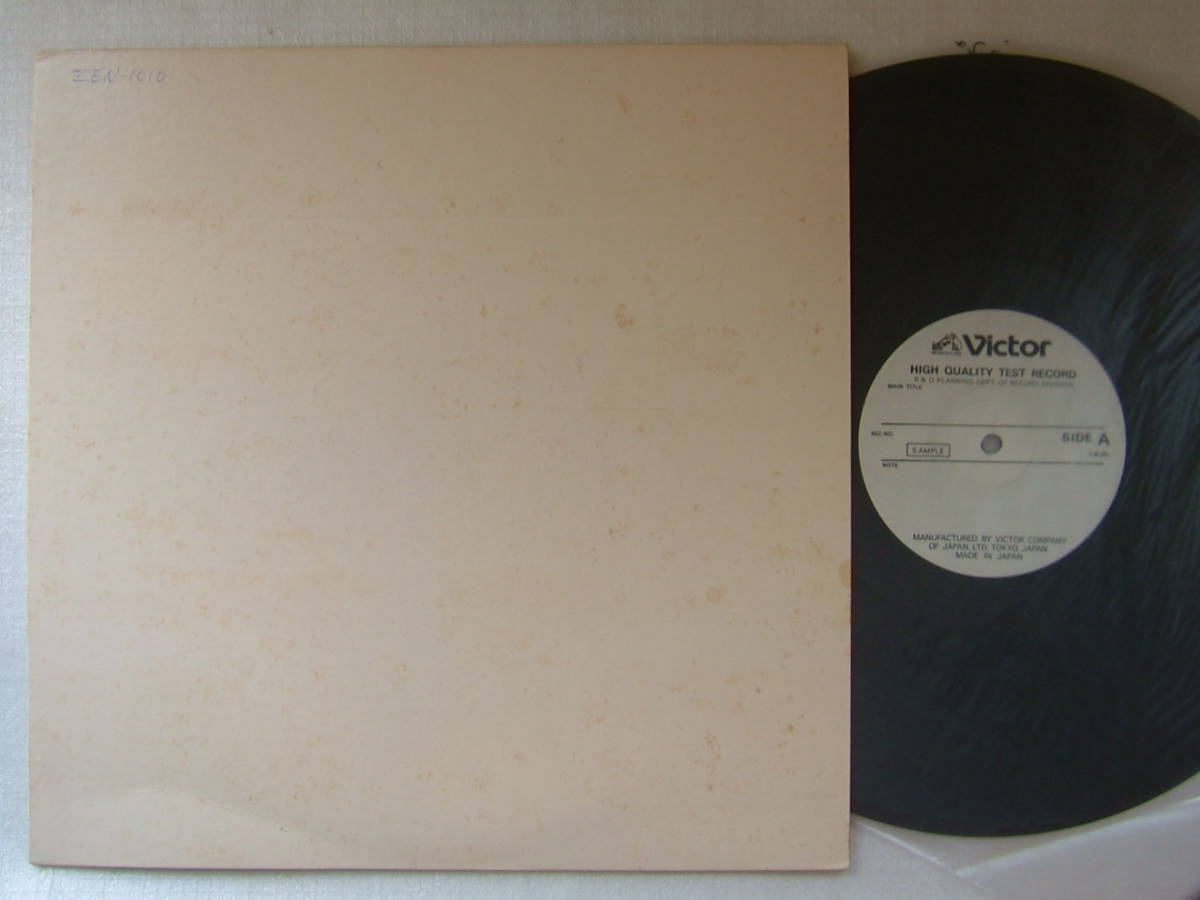 ZEN-1010
Victor
HIGH QUALITY TEST RECORD
R & D PLANNING DEPT. OF RECORD DIVISION
MAIN TITLE
REC.NO.
SIDE A
SAMPLE
NOTE
MANUFACTURED BY VICTOR COMPANY
OF JAPAN, LTD. TOKYO, JAPAN
MADE IN JAPAN